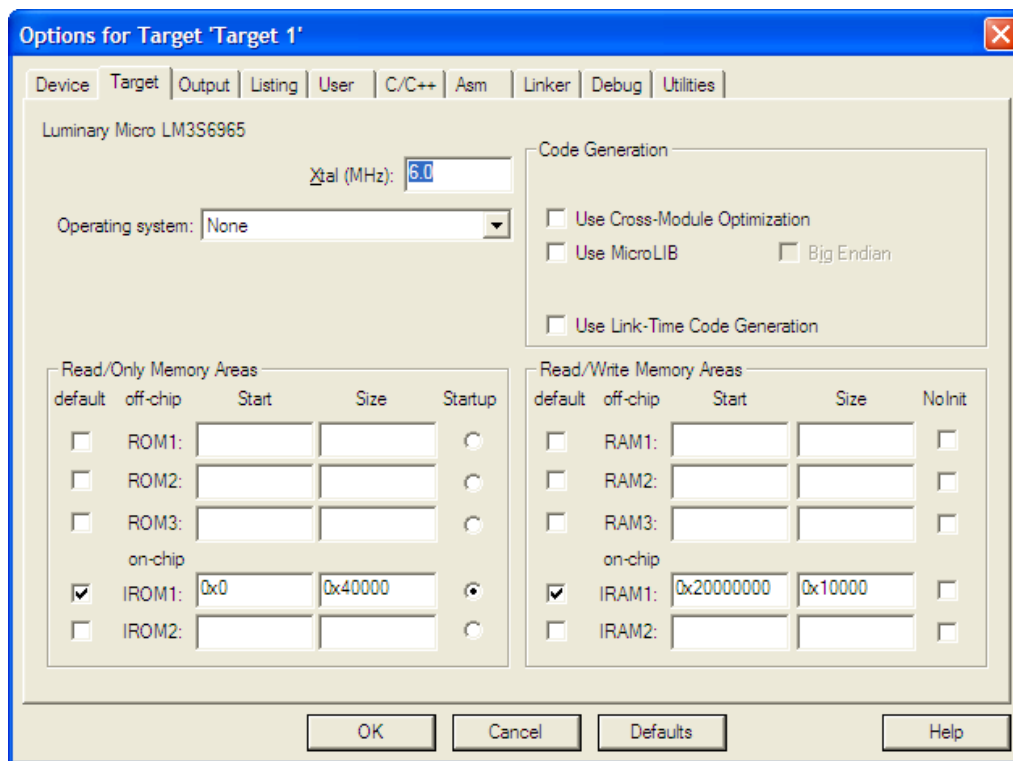 Options for Target 'Target 1'
Device Target Output Listing User C/C++ Asm Linker Debug Utilities
Luminary Micro LM3S6965
Xtal (MHz): 6.0
Operating system: None
Code Generation
Use Cross-Module Optimization
Use MicroLIB Big Endian
Use Link-Time Code Generation
Read/Only Memory Areas
default off-chip Start Size Startup
ROM1:
ROM2:
ROM3:
on-chip
IROM1: 0x0 0x40000
IROM2:
Read/Write Memory Areas
default off-chip Start Size NoInit
RAM1:
RAM2:
RAM3:
on-chip
IRAM1: 0x20000000 0x10000
IRAM2:
OK Cancel Defaults Help